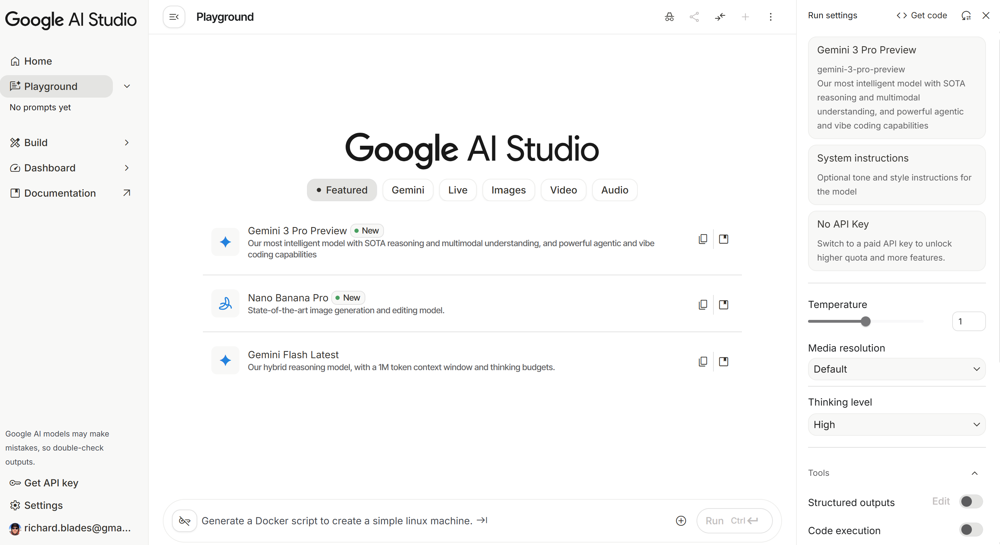 Google AI Studio
Home
Playground
No prompts yet
Build
Dashboard
Documentation
Google AI models may make
mistakes, so double-check
outputs.
Get API key
Settings
richard.blades@gma...
Playground
Google AI Studio
Featured
Gemini
Live
Images
Video
Audio
Gemini 3 Pro Preview
New
Our most intelligent model with SOTA reasoning and multimodal understanding, and powerful agentic and vibe
coding capabilities
Nano Banana Pro
New
State-of-the-art image generation and editing model.
Gemini Flash Latest
Our hybrid reasoning model, with a 1M token context window and thinking budgets.
Generate a Docker script to create a simple linux machine.
Run Ctrl
Run settings
Get code
Gemini 3 Pro Preview
gemini-3-pro-preview
Our most intelligent model with SOTA
reasoning and multimodal
understanding, and powerful agentic
and vibe coding capabilities
System instructions
Optional tone and style instructions for
the model
No API Key
Switch to a paid API key to unlock
higher quota and more features.
Temperature
1
Media resolution
Default
Thinking level
High
Tools
Structured outputs
Edit
Code execution